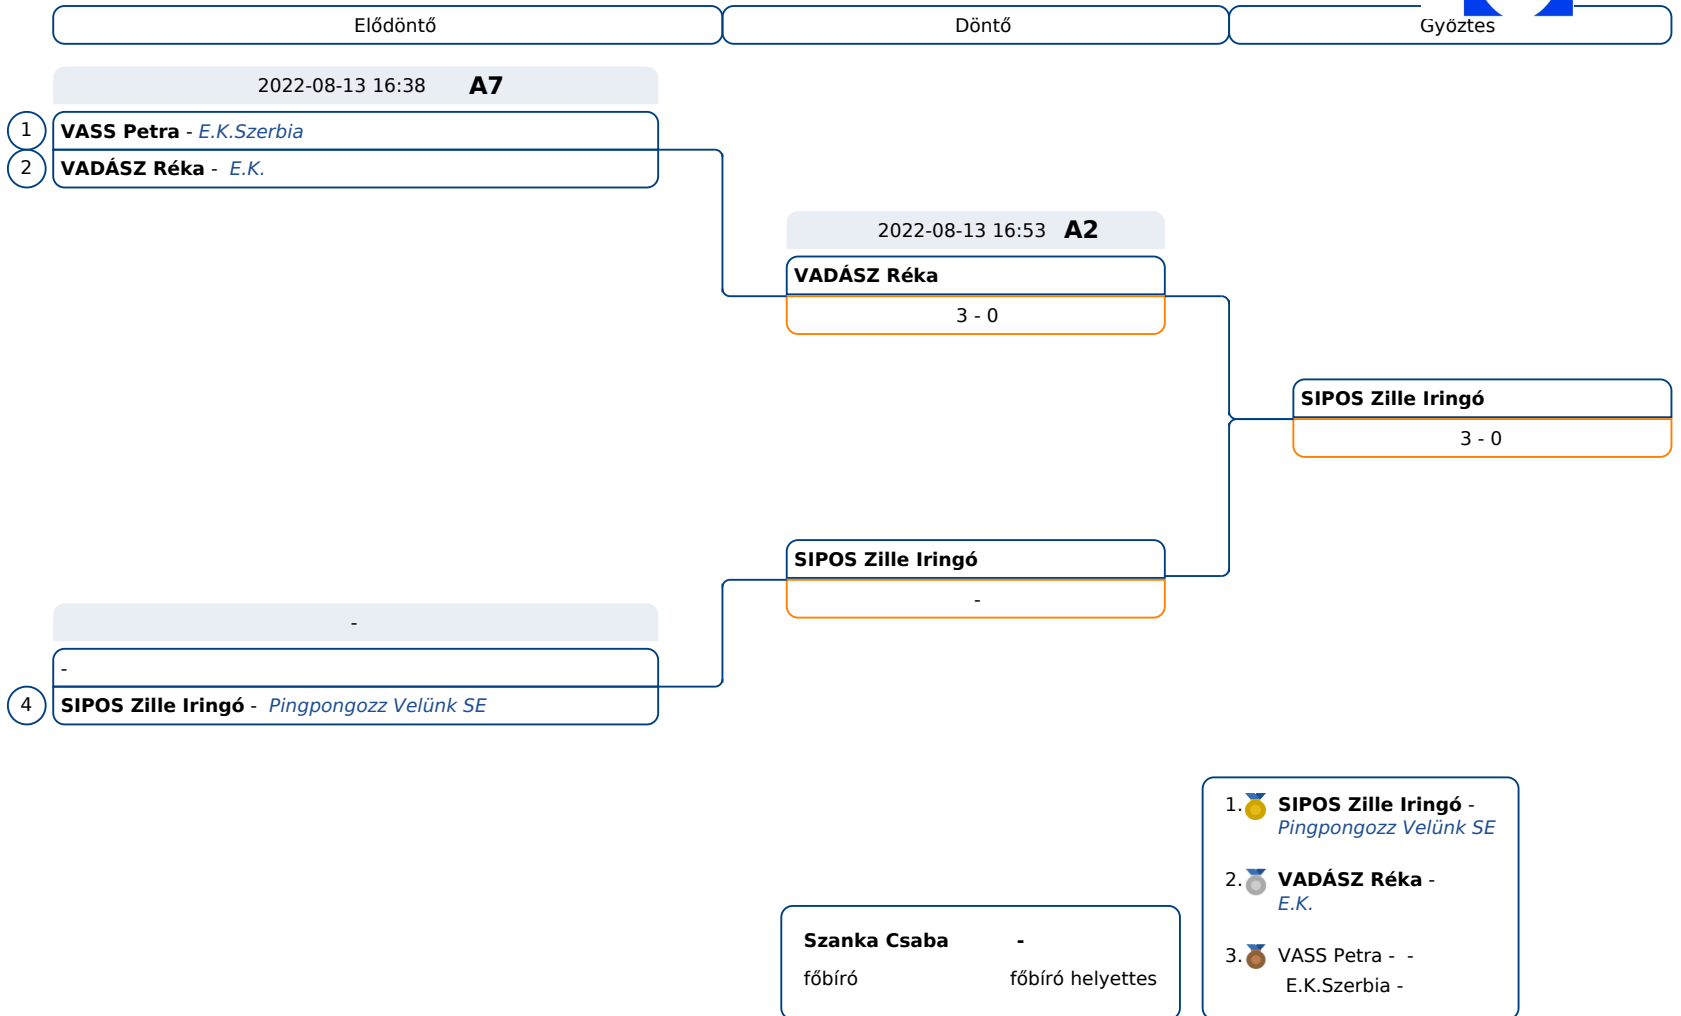 Elődöntő
Döntő
Győztes
2022-08-13 16:38 A7
1
VASS Petra - E.K.Szerbia
2
VADÁSZ Réka - E.K.
2022-08-13 16:53 A2
VADÁSZ Réka
3 - 0
SIPOS Zille Iringó
3 - 0
SIPOS Zille Iringó
-
-
-
4
SIPOS Zille Iringó - Pingpongozz Velünk SE
1. SIPOS Zille Iringó -
Pingpongozz Velünk SE
2. VADÁSZ Réka -
E.K.
3. VASS Petra - -
E.K.Szerbia -
Szanka Csaba -
főbíró főbíró helyettes